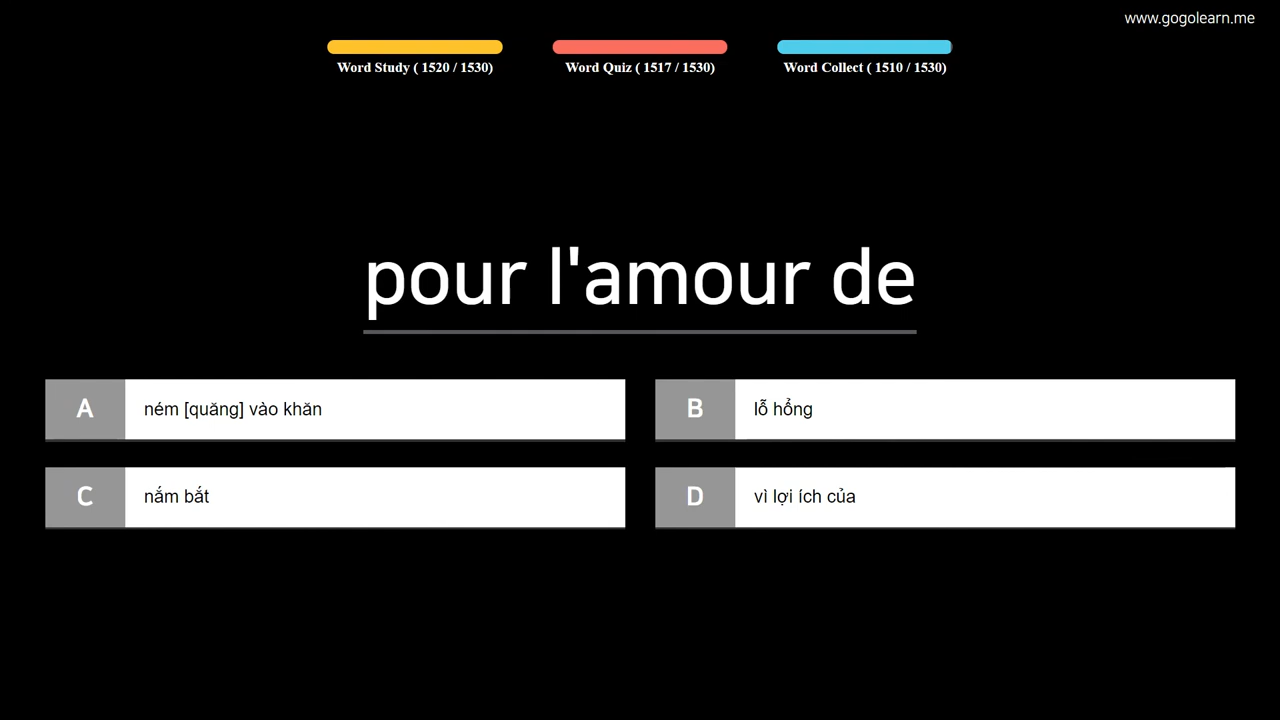 www.gogolearn.me
Word Study ( 1520 / 1530)
Word Quiz ( 1517 / 1530)
Word Collect ( 1510 / 1530)
pour l'amour de
A
ném [quăng] vào khăn
B
lỗ hổng
C
nắm bắt
D
vì lợi ích của